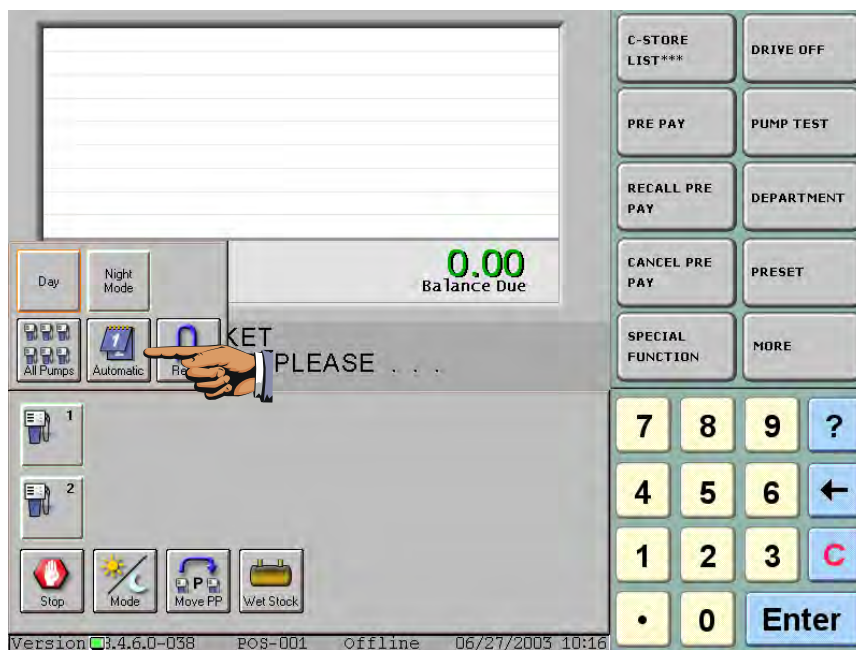 C-STORE
LIST***
DRIVE OFF
PRE PAY
PUMP TEST
RECALL PRE
PAY
DEPARTMENT
CANCEL PRE
PAY
PRESET
SPECIAL
FUNCTION
MORE
0.00
Balance Due
Day
Night
Mode
All Pumps
1
Automatic
KET
PLEASE . . .
1
2
Stop
Mode
P
Move PP
Wet Stock
7 8 9 ?
4 5 6 ←
1 2 3 C
. 0 Enter
Version 3.4.6.0-038 POS-001 Offline 06/27/2003 10:16